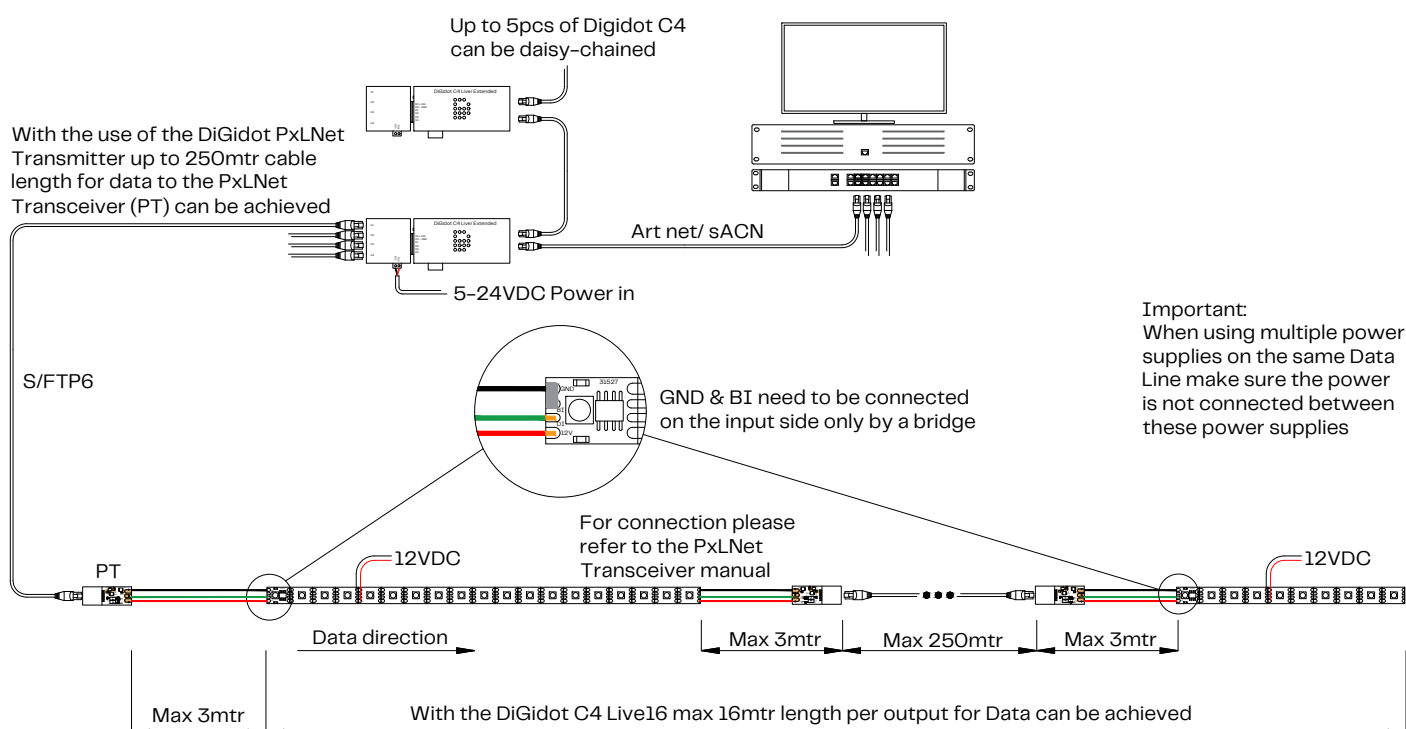 Up to 5pcs of Digidot C4
can be daisy-chained
DiGidot C4 Live/ Extended
With the use of the DiGidot PxLNet
Transmitter up to 250mtr cable
length for data to the PxLNet
Transceiver (PT) can be achieved
DiGidot C4 Live/ Extended
Art net/ sACN
5-24VDC Power in
Important:
When using multiple power
supplies on the same Data
Line make sure the power
is not connected between
these power supplies
S/FTP6
GND
31527
BI
DI
12V
GND & BI need to be connected
on the input side only by a bridge
For connection please
refer to the PxLNet
Transceiver manual
12VDC
12VDC
PT
Data direction
Max 3mtr
Max 250mtr
Max 3mtr
Max 3mtr
With the DiGidot C4 Live16 max 16mtr length per output for Data can be achieved